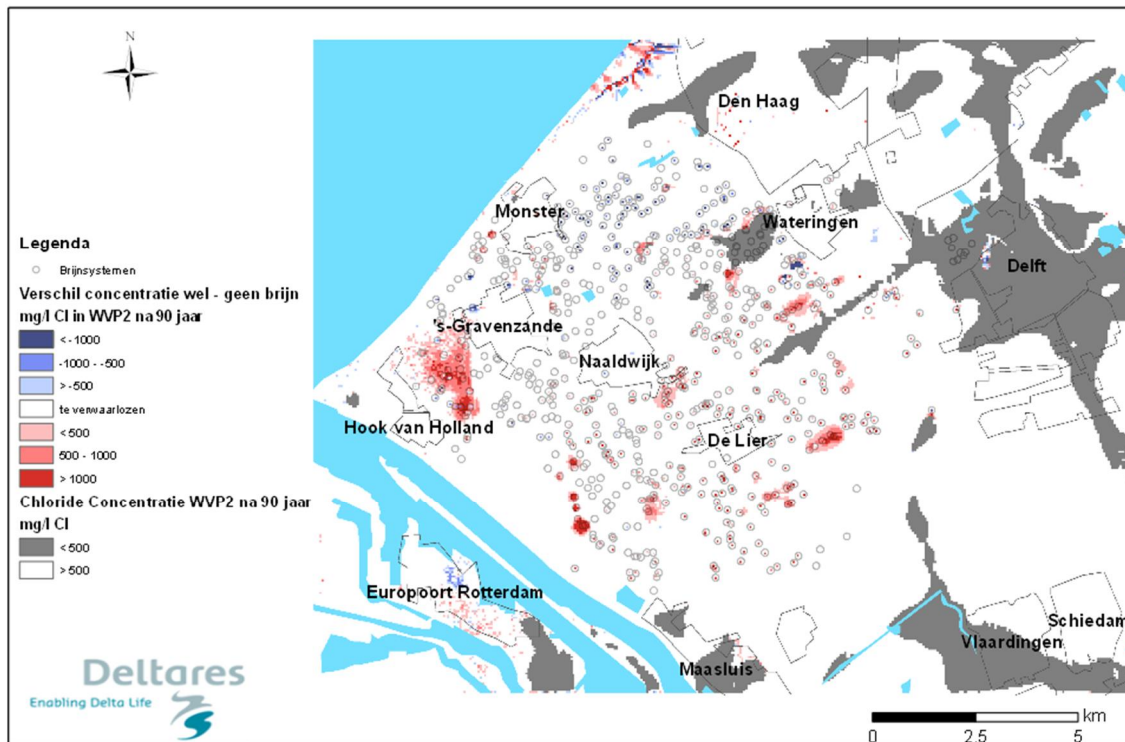 N
Den Haag
Monster
Wateringen
Delft
's-Gravenzande
Naaldwijk
Hoek van Holland
De Lier
Europoort Rotterdam
Maasluis
Vlaardingen
Schiedam
Legenda
Brijnsystemen
Verschil concentratie wel - geen brijn
mg/l Cl in WVP2 na 90 jaar
< -1000
-1000 - -500
> -500
te verwaarlozen
< 500
500 - 1000
> 1000
Chloride Concentratie WVP2 na 90 jaar
mg/l Cl
< 500
> 500
Deltares
Enabling Delta Life
km
0 2.5 5